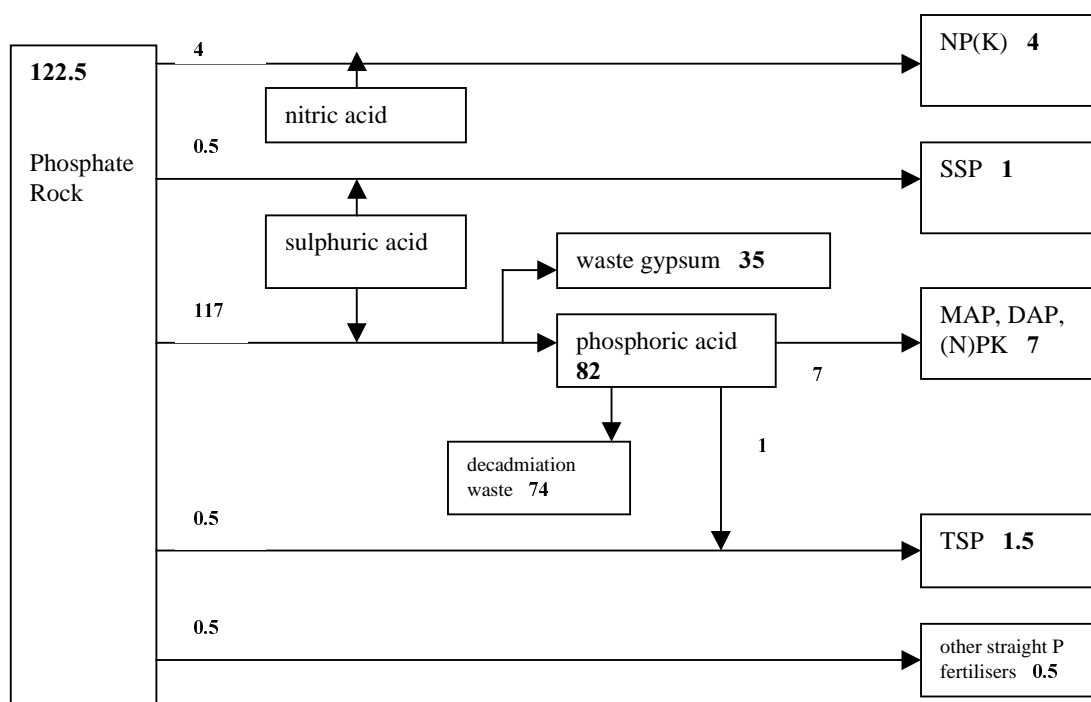 122.5
Phosphate
Rock
4
nitric acid
NP(K) 4
0.5
sulphuric acid
SSP 1
117
waste gypsum 35
phosphoric acid
82
7
MAP, DAP,
(N)PK 7
decadmiation
waste 74
1
0.5
TSP 1.5
0.5
other straight P
fertilisers 0.5